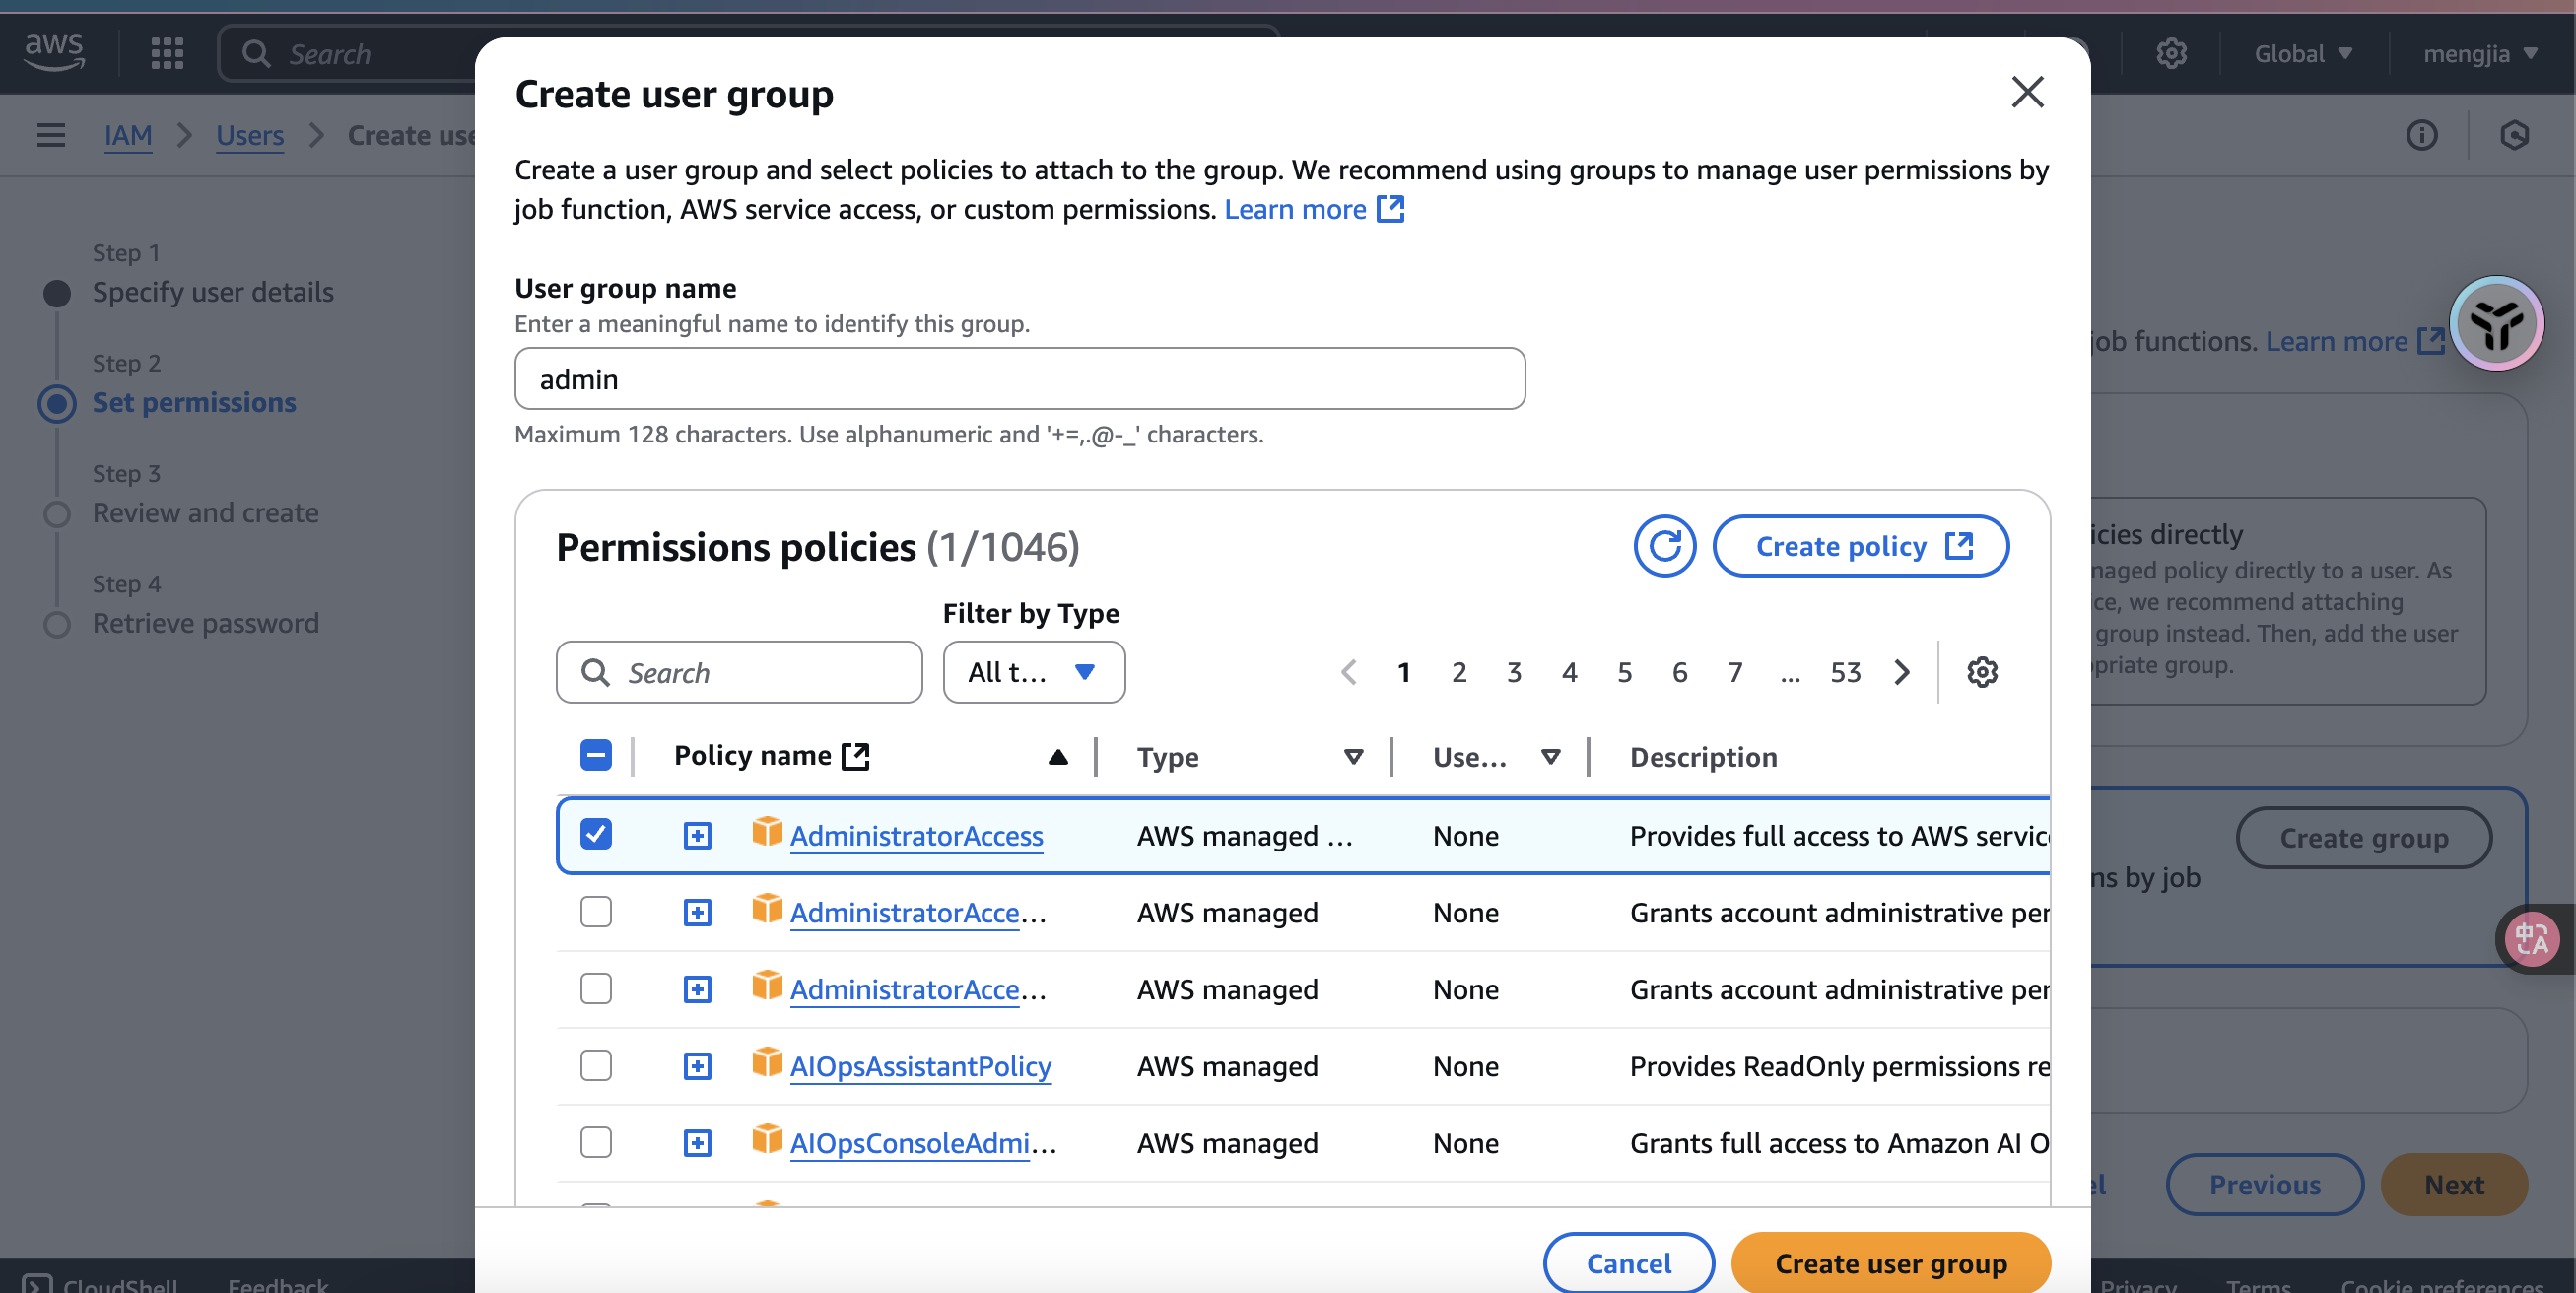 aws
Search
Global
mengjia
IAM
Users
Create use
Step 1
Specify user details
Step 2
Set permissions
Step 3
Review and create
Step 4
Retrieve password
Create user group
Create a user group and select policies to attach to the group. We recommend using groups to manage user permissions by
job function, AWS service access, or custom permissions. Learn more
User group name
Enter a meaningful name to identify this group.
admin
Maximum 128 characters. Use alphanumeric and '+=,.@-_' characters.
Permissions policies (1/1046)
Create policy
Filter by Type
Search
All t...
1 2 3 4 5 6 7 ... 53
Policy name Type Use... Description
AdministratorAccess AWS managed ... None Provides full access to AWS servic
AdministratorAcce... AWS managed None Grants account administrative per
AdministratorAcce... AWS managed None Grants account administrative per
AIOpsAssistantPolicy AWS managed None Provides ReadOnly permissions re
AIOpsConsoleAdmi... AWS managed None Grants full access to Amazon AI O
Cancel
Create user group
job functions. Learn more
icies directly
naged policy directly to a user. As
ce, we recommend attaching
group instead. Then, add the user
opriate group.
Create group
ns by job
中A
el
Previous
Next
CloudShell
Feedback
Privacy
Terms
Cookie preferences